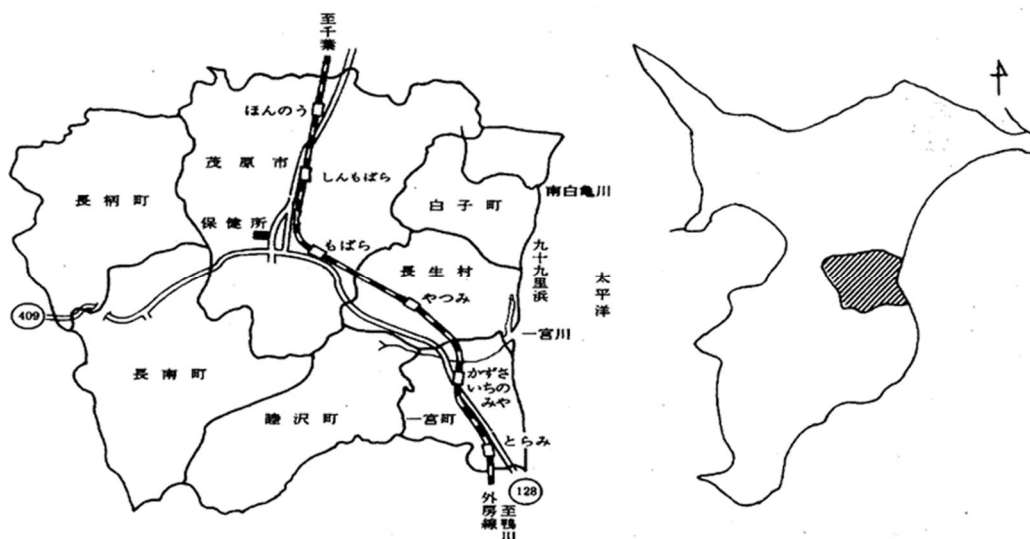 至千葉
ほんのう
茂原市
しんもばら
長柄町
白子町
南白亀川
保健所
もばら
長生村
九十九里浜
太平洋
やつみ
409
一宮川
長南町
かずさ
いちの
みや
睦沢町
一宮町
とらみ
128
外房線
至鴨川
4